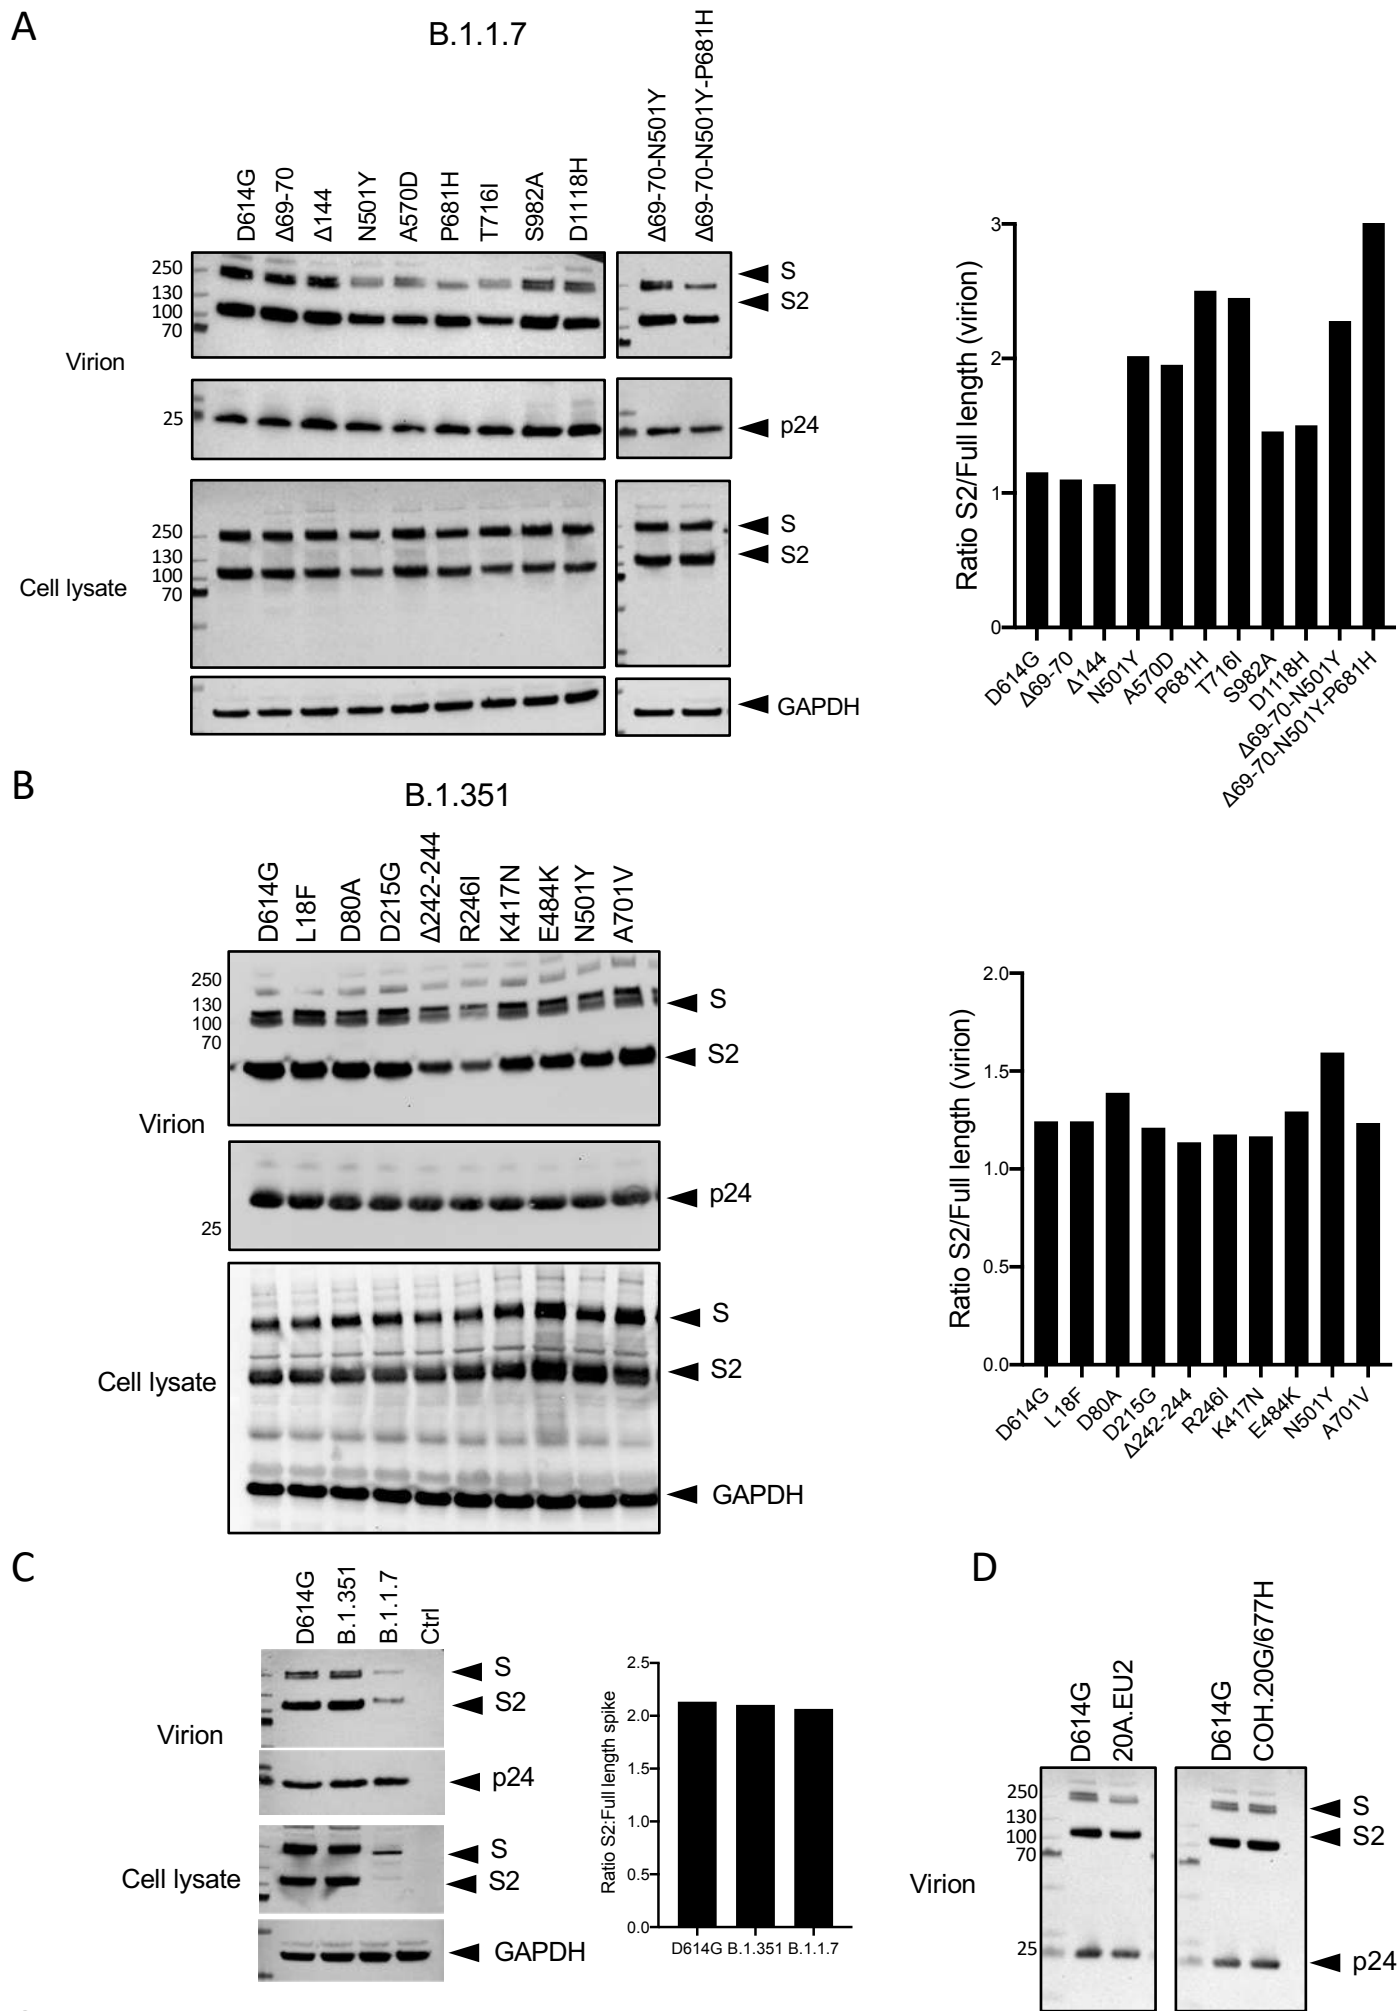 A
B.1.1.7
D614G
Δ69-70
Δ144
N501Y
A570D
P681H
T716I
S982A
D1118H
Δ69-70-N501Y
Δ69-70-N501Y-P681H
250
130
100
70
S
S2
Virion
25
p24
250
130
100
70
S
S2
Cell lysate
GAPDH
Ratio S2/Full length (virion)
3
2
1
0
D614G
Δ69-70
Δ144
N501Y
A570D
P681H
T716I
S982A
D1118H
Δ69-70-N501Y
Δ69-70-N501Y-P681H
B
B.1.351
D614G
L18F
D80A
D215G
Δ242-244
R246I
K417N
E484K
N501Y
A701V
250
130
100
70
S
S2
Virion
p24
25
S
S2
Cell lysate
GAPDH
Ratio S2/Full length (virion)
2.0
1.5
1.0
0.5
0.0
D614G
L18F
D80A
D215G
Δ242-244
R246I
K417N
E484K
N501Y
A701V
C
D614G
B.1.351
B.1.1.7
Ctrl
S
S2
Virion
p24
S
S2
Cell lysate
GAPDH
Ratio S2:Full length spike
2.5
2.0
1.5
1.0
0.5
0.0
D614G B.1.351 B.1.1.7
D
D614G
20A.EU2
D614G
COH.20G/677H
250
130
100
70
S
S2
Virion
25
p24